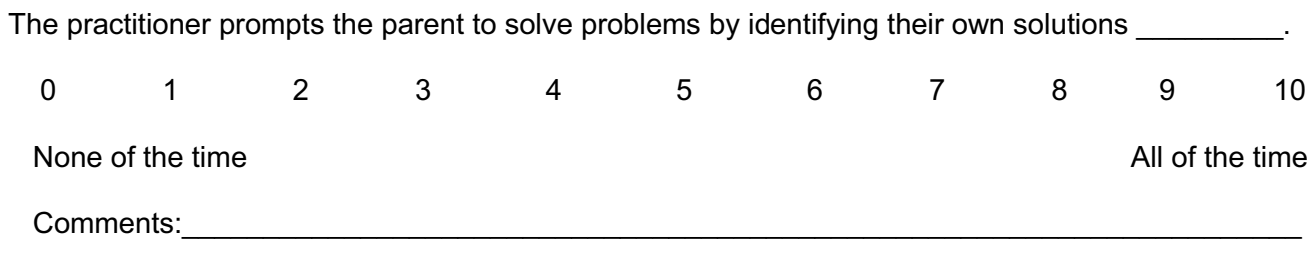 The practitioner prompts the parent to solve problems by identifying their own solutions _________.
0 1 2 3 4 5 6 7 8 9 10
None of the time All of the time
Comments:______________________________________________________________________